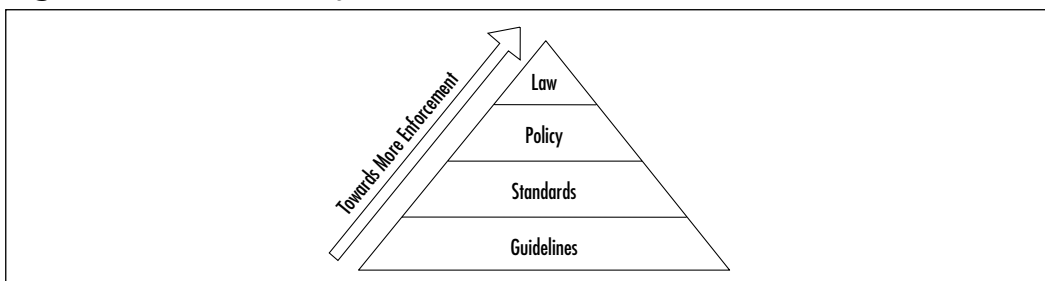 Towards More Enforcement
Law
Policy
Standards
Guidelines